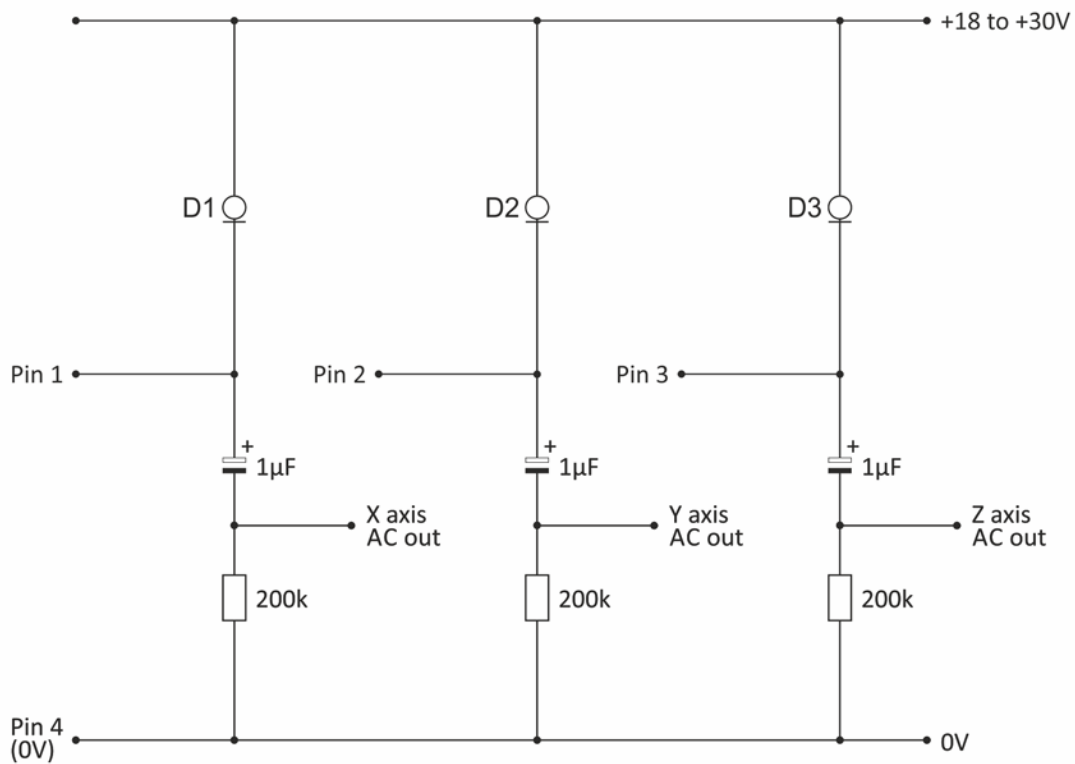 +18 to +30V
D1
D2
D3
Pin 1
Pin 2
Pin 3
+
1µF
+
1µF
+
1µF
X axis
AC out
Y axis
AC out
Z axis
AC out
200k
200k
200k
Pin 4
(0V)
0V